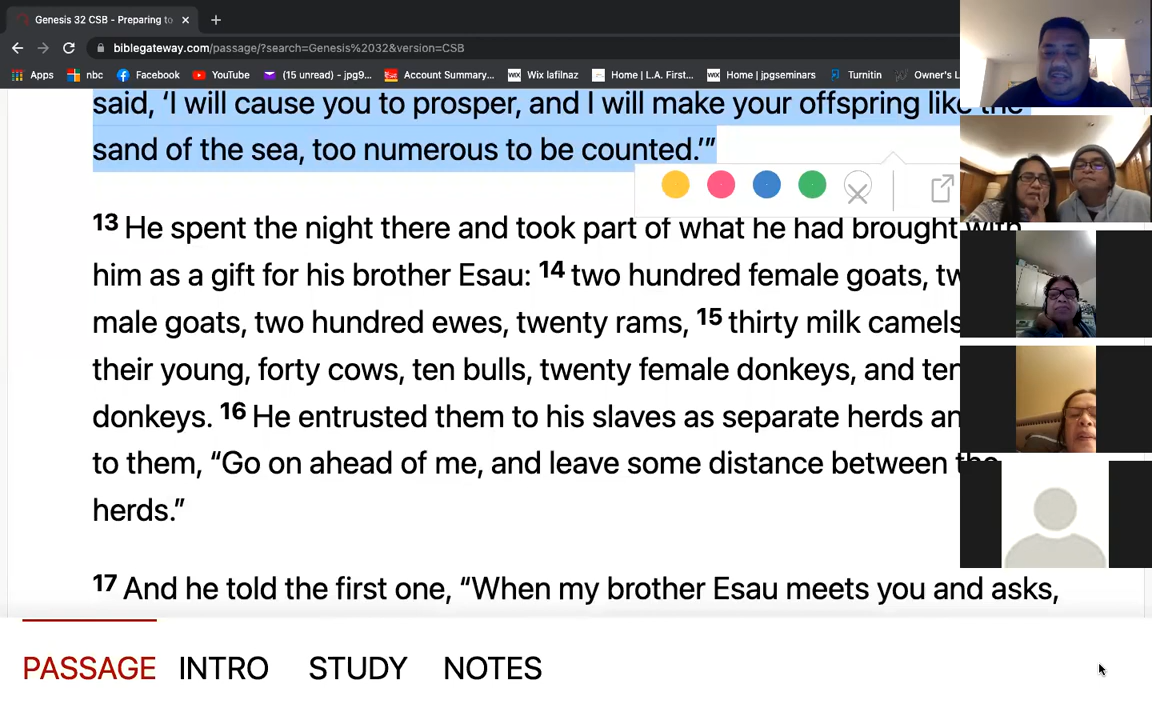 Genesis 32 CSB - Preparing to
biblegateway.com/passage/?search=Genesis%2032&version=CSB
Apps nbc Facebook YouTube (15 unread) - jpg9... Account Summary... Wix lafilnaz Home | L.A. First... Home | jpgseminars Turnitin Owner's L
said, ‘I will cause you to prosper, and I will make your offspring like the
sand of the sea, too numerous to be counted.’”
13 He spent the night there and took part of what he had brought with
him as a gift for his brother Esau: 14 two hundred female goats, tw
male goats, two hundred ewes, twenty rams, 15 thirty milk camels
their young, forty cows, ten bulls, twenty female donkeys, and ten
donkeys. 16 He entrusted them to his slaves as separate herds an
to them, “Go on ahead of me, and leave some distance between the
herds.”
17 And he told the first one, “When my brother Esau meets you and asks,
PASSAGE INTRO STUDY NOTES